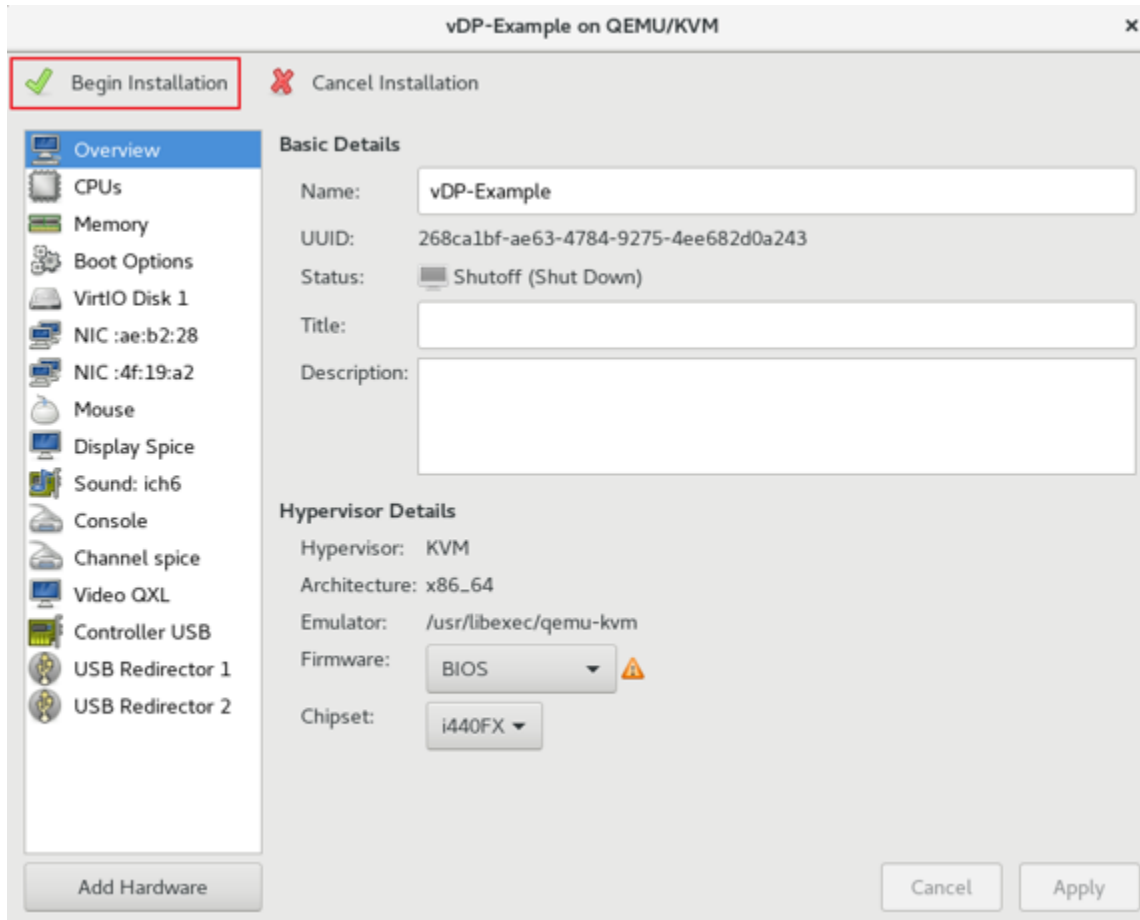 vDP-Example on QEMU/KVM
Begin Installation
Cancel Installation
Overview
CPUs
Memory
Boot Options
VirtIO Disk 1
NIC :ae:b2:28
NIC :4f:19:a2
Mouse
Display Spice
Sound: ich6
Console
Channel spice
Video QXL
Controller USB
USB Redirector 1
USB Redirector 2
Add Hardware
Basic Details
Name: vDP-Example
UUID: 268ca1bf-ae63-4784-9275-4ee682d0a243
Status: Shutoff (Shut Down)
Title:
Description:
Hypervisor Details
Hypervisor: KVM
Architecture: x86_64
Emulator: /usr/libexec/qemu-kvm
Firmware: BIOS
Chipset: i440FX
Cancel
Apply